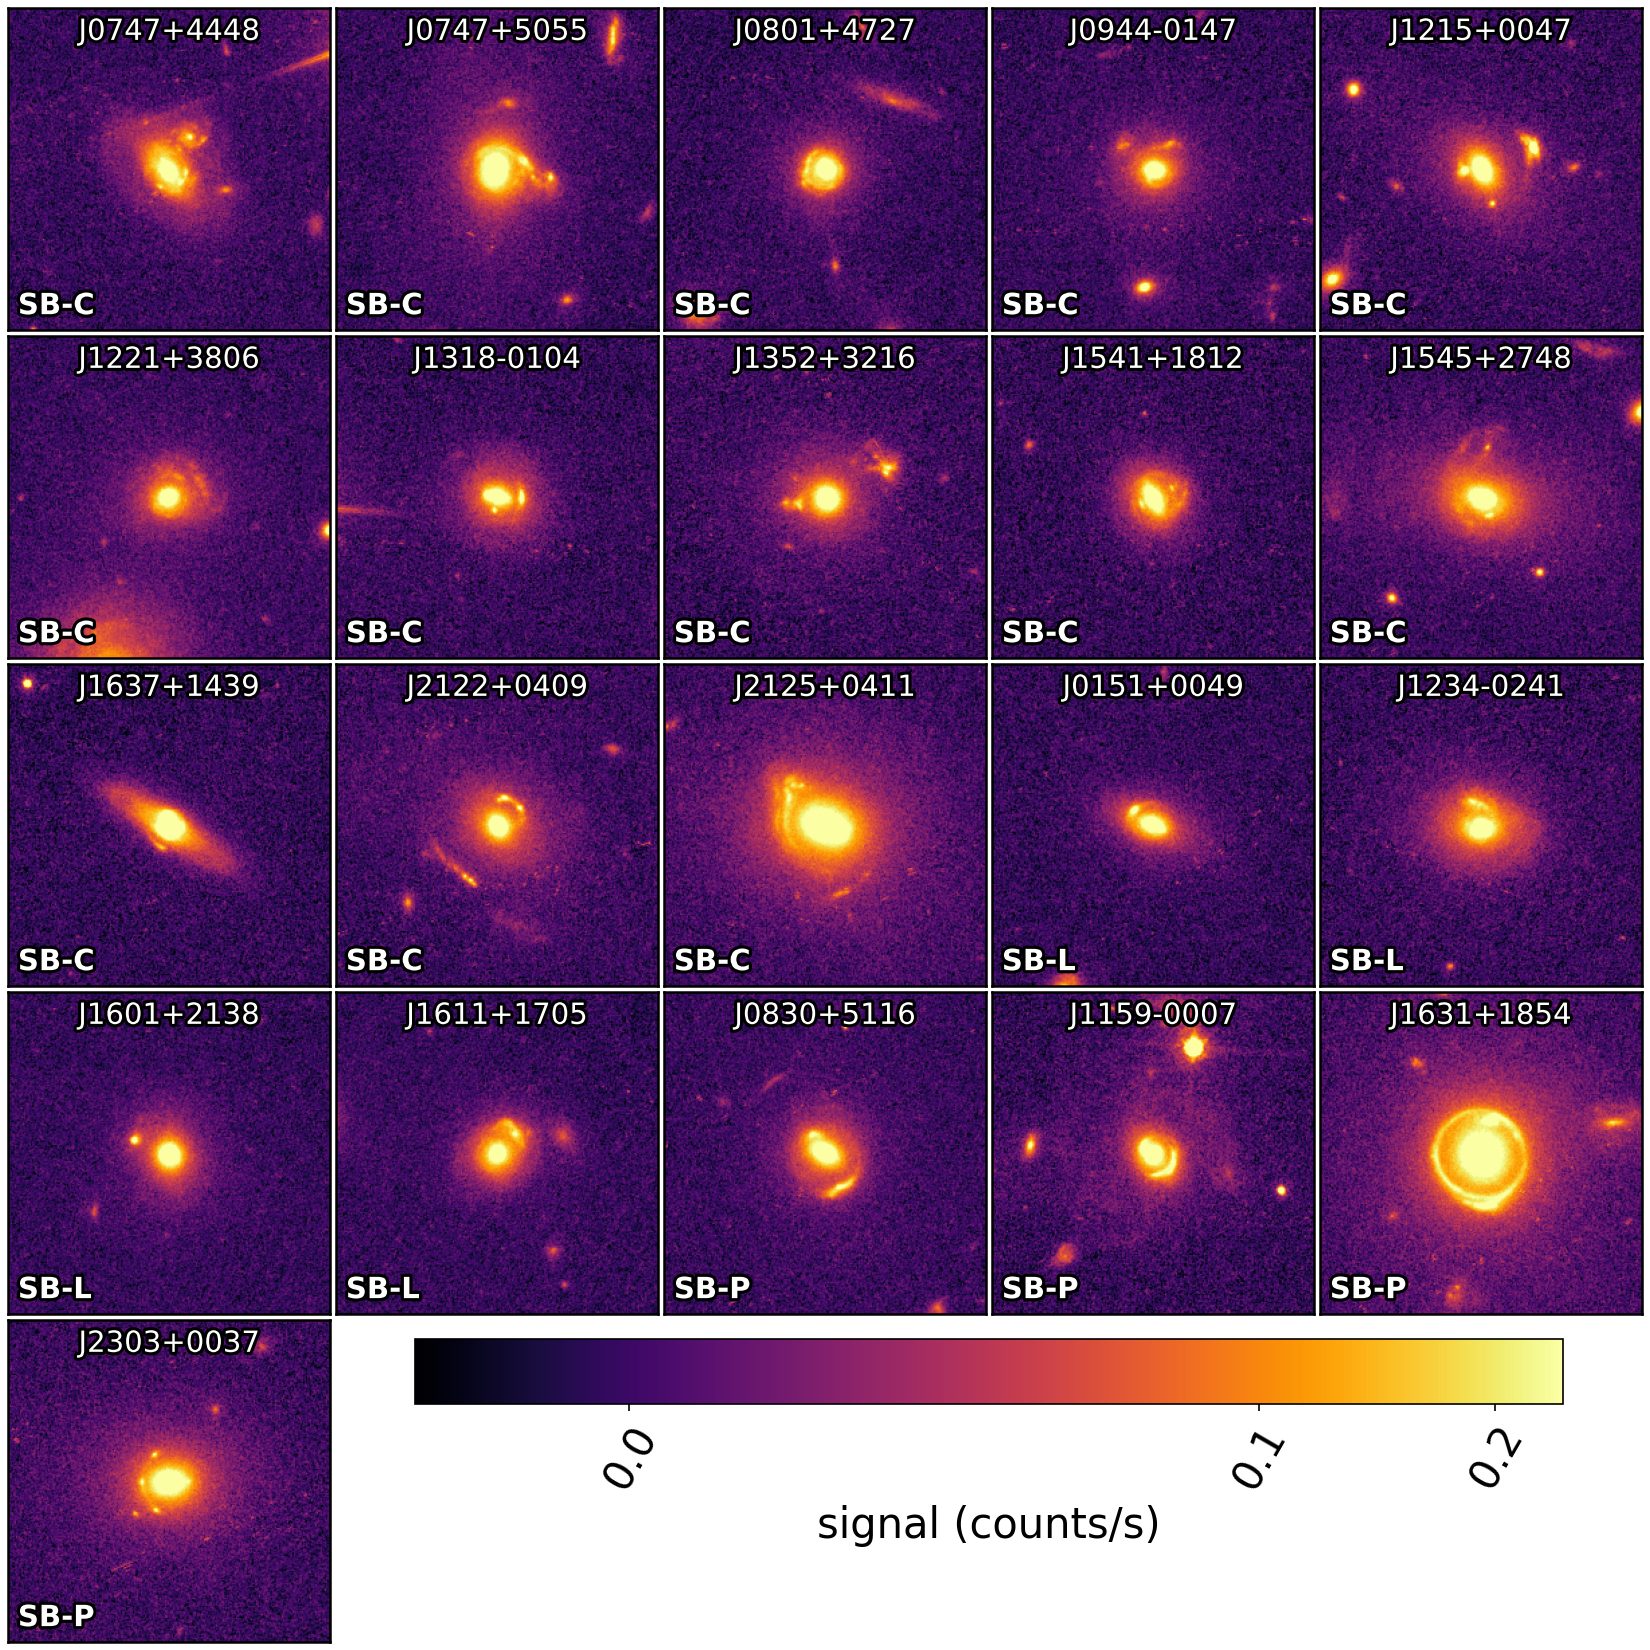 J0747+4448
J0747+5055
J0801+4727
J0944-0147
J1215+0047
SB-C
SB-C
SB-C
SB-C
SB-C
J1221+3806
J1318-0104
J1352+3216
J1541+1812
J1545+2748
SB-C
SB-C
SB-C
SB-C
SB-C
J1637+1439
J2122+0409
J2125+0411
J0151+0049
J1234-0241
SB-C
SB-C
SB-C
SB-L
SB-L
J1601+2138
J1611+1705
J0830+5116
J1159-0007
J1631+1854
SB-L
SB-L
SB-P
SB-P
SB-P
J2303+0037
SB-P
0.0
0.1
0.2
signal (counts/s)